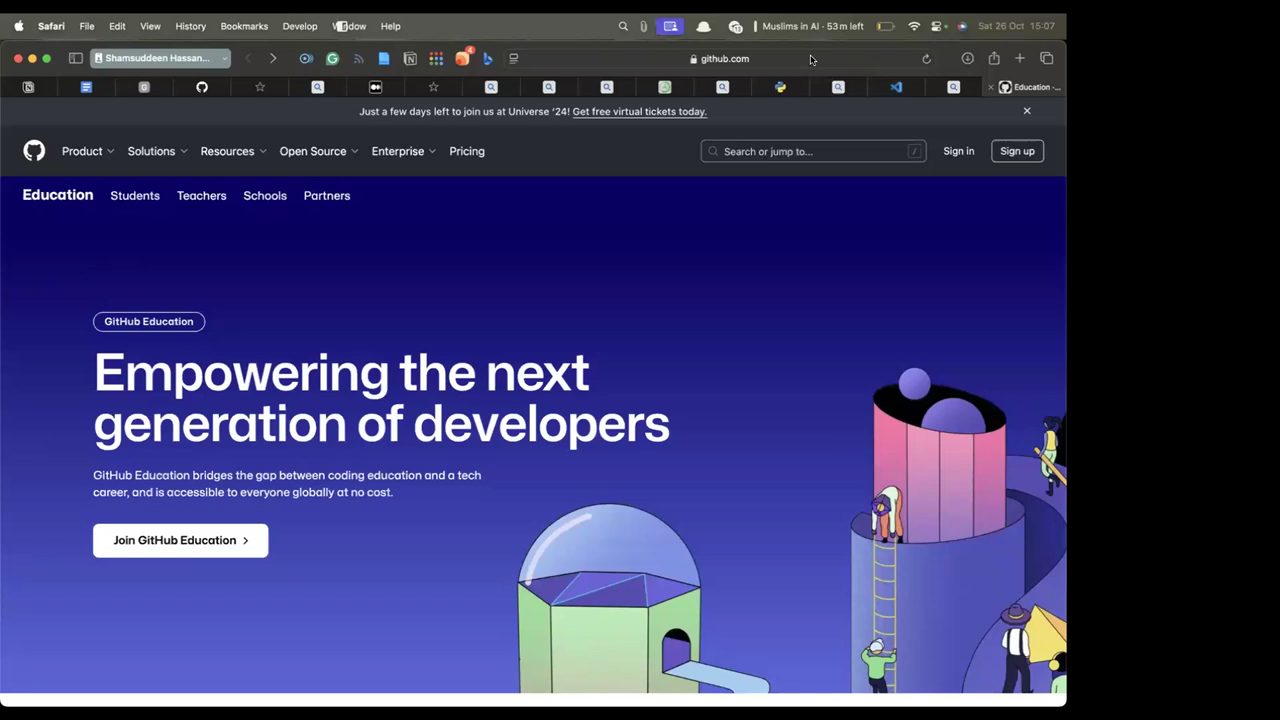 Safari File Edit View History Bookmarks Develop Window Help Muslims in AI · 53m left Sat 26 Oct 15:07
Shamsuddeen Hassan... 4 github.com
Education -...
Just a few days left to join us at Universe '24! Get free virtual tickets today.
Product Solutions Resources Open Source Enterprise Pricing Search or jump to... / Sign in Sign up
Education Students Teachers Schools Partners
GitHub Education
Empowering the next
generation of developers
GitHub Education bridges the gap between coding education and a tech
career, and is accessible to everyone globally at no cost.
Join GitHub Education